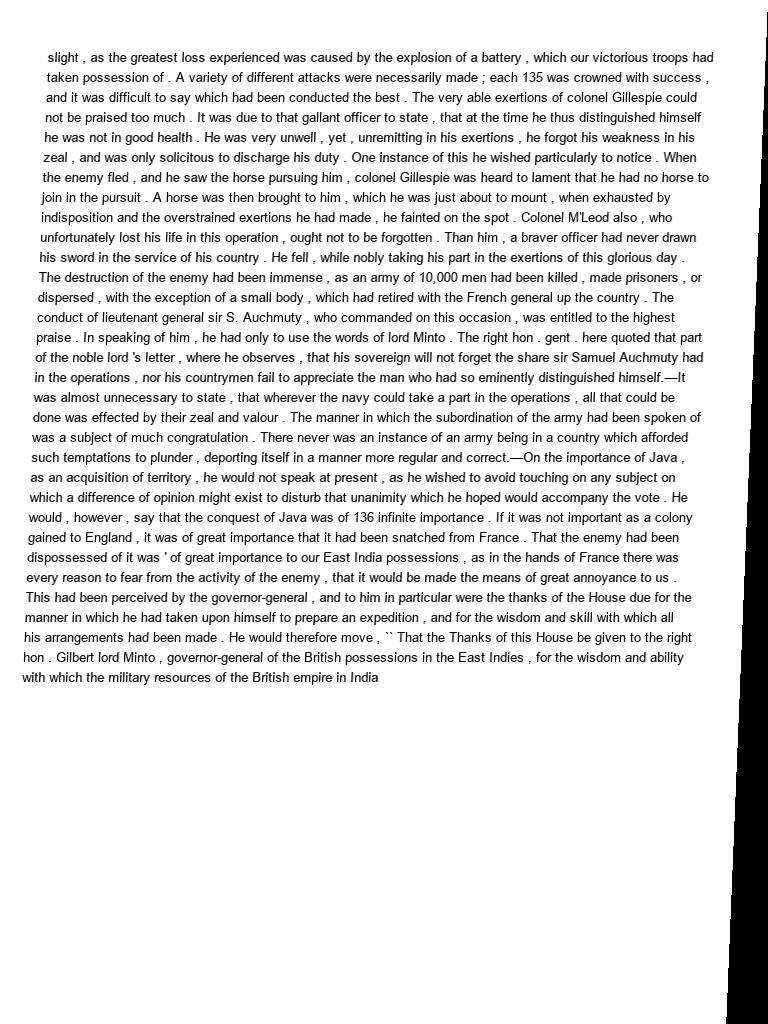 slight , as the greatest loss experienced was caused by the explosion of a battery , which our victorious troops had
taken possession of . A variety of different attacks were necessarily made ; each 135 was crowned with success ,
and it was difficult to say which had been conducted the best . The very able exertions of colonel Gillespie could
not be praised too much . It was due to that gallant officer to state , that at the time he thus distinguished himself
he was not in good health . He was very unwell , yet , unremitting in his exertions , he forgot his weakness in his
zeal , and was only solicitous to discharge his duty . One instance of this he wished particularly to notice . When
the enemy fled , and he saw the horse pursuing him , colonel Gillespie was heard to lament that he had no horse to
join in the pursuit . A horse was then brought to him , which he was just about to mount , when exhausted by
indisposition and the overstrained exertions he had made , he fainted on the spot . Colonel M'Leod also , who
unfortunately lost his life in this operation , ought not to be forgotten . Than him , a braver officer had never drawn
his sword in the service of his country . He fell , while nobly taking his part in the exertions of this glorious day .
The destruction of the enemy had been immense , as an army of 10,000 men had been killed , made prisoners , or
dispersed , with the exception of a small body , which had retired with the French general up the country . The
conduct of lieutenant general sir S. Auchmuty , who commanded on this occasion , was entitled to the highest
praise . In speaking of him , he had only to use the words of lord Minto . The right hon . gent . here quoted that part
of the noble lord 's letter , where he observes , that his sovereign will not forget the share sir Samuel Auchmuty had
in the operations , nor his countrymen fail to appreciate the man who had so eminently distinguished himself.—It
was almost unnecessary to state , that wherever the navy could take a part in the operations , all that could be
done was effected by their zeal and valour . The manner in which the subordination of the army had been spoken of
was a subject of much congratulation . There never was an instance of an army being in a country which afforded
such temptations to plunder , deporting itself in a manner more regular and correct.—On the importance of Java ,
as an acquisition of territory , he would not speak at present , as he wished to avoid touching on any subject on
which a difference of opinion might exist to disturb that unanimity which he hoped would accompany the vote . He
would , however , say that the conquest of Java was of 136 infinite importance . If it was not important as a colony
gained to England , it was of great importance that it had been snatched from France . That the enemy had been
dispossessed of it was ' of great importance to our East India possessions , as in the hands of France there was
every reason to fear from the activity of the enemy , that it would be made the means of great annoyance to us .
This had been perceived by the governor-general , and to him in particular were the thanks of the House due for the
manner in which he had taken upon himself to prepare an expedition , and for the wisdom and skill with which all
his arrangements had been made . He would therefore move , `` That the Thanks of this House be given to the right
hon . Gilbert lord Minto , governor-general of the British possessions in the East Indies , for the wisdom and ability
with which the military resources of the British empire in India